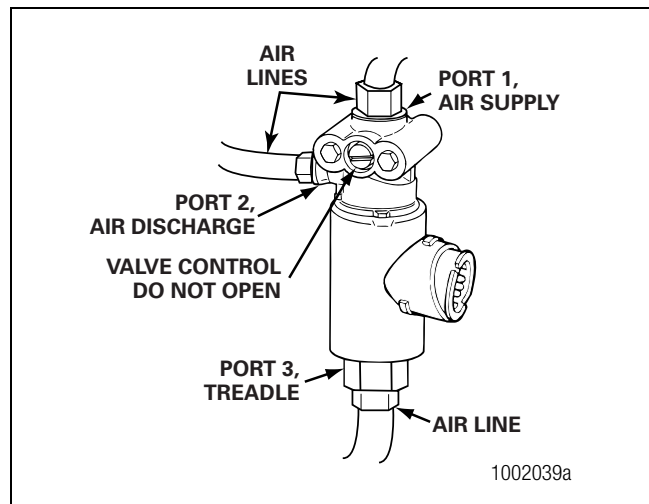 AIR
LINES
PORT 1,
AIR SUPPLY
PORT 2,
AIR DISCHARGE
VALVE CONTROL
DO NOT OPEN
PORT 3,
TREADLE
AIR LINE
1002039a